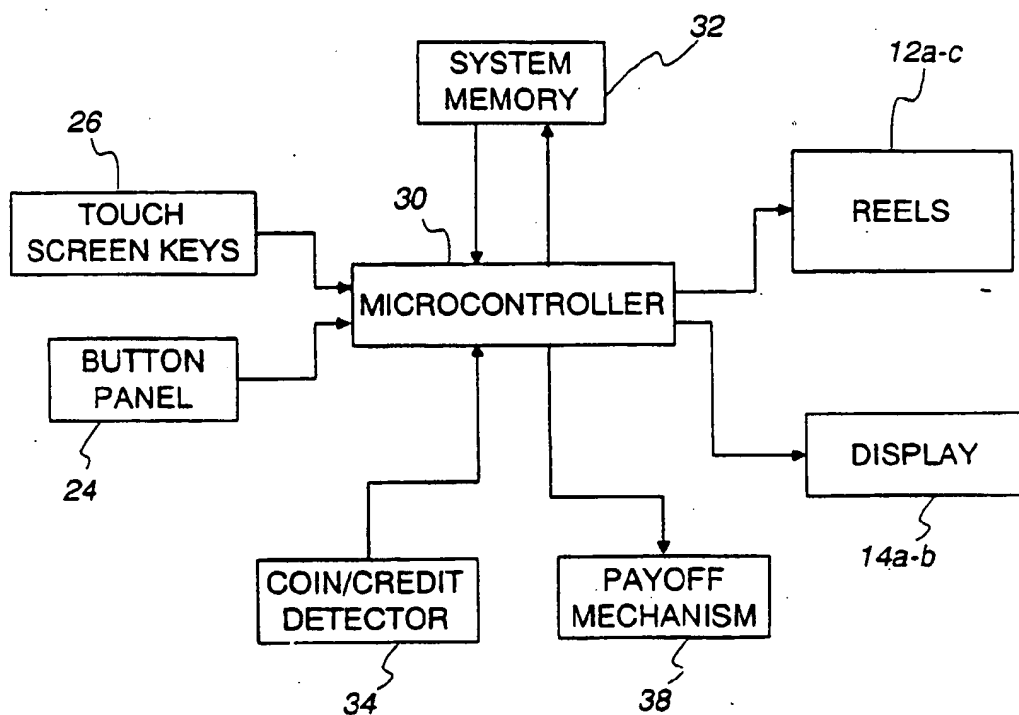 32
SYSTEM
MEMORY
12a-c
26
TOUCH
SCREEN KEYS
30
REELS
MICROCONTROLLER
BUTTON
PANEL
24
DISPLAY
14a-b
COIN/CREDIT
DETECTOR
34
PAYOFF
MECHANISM
38